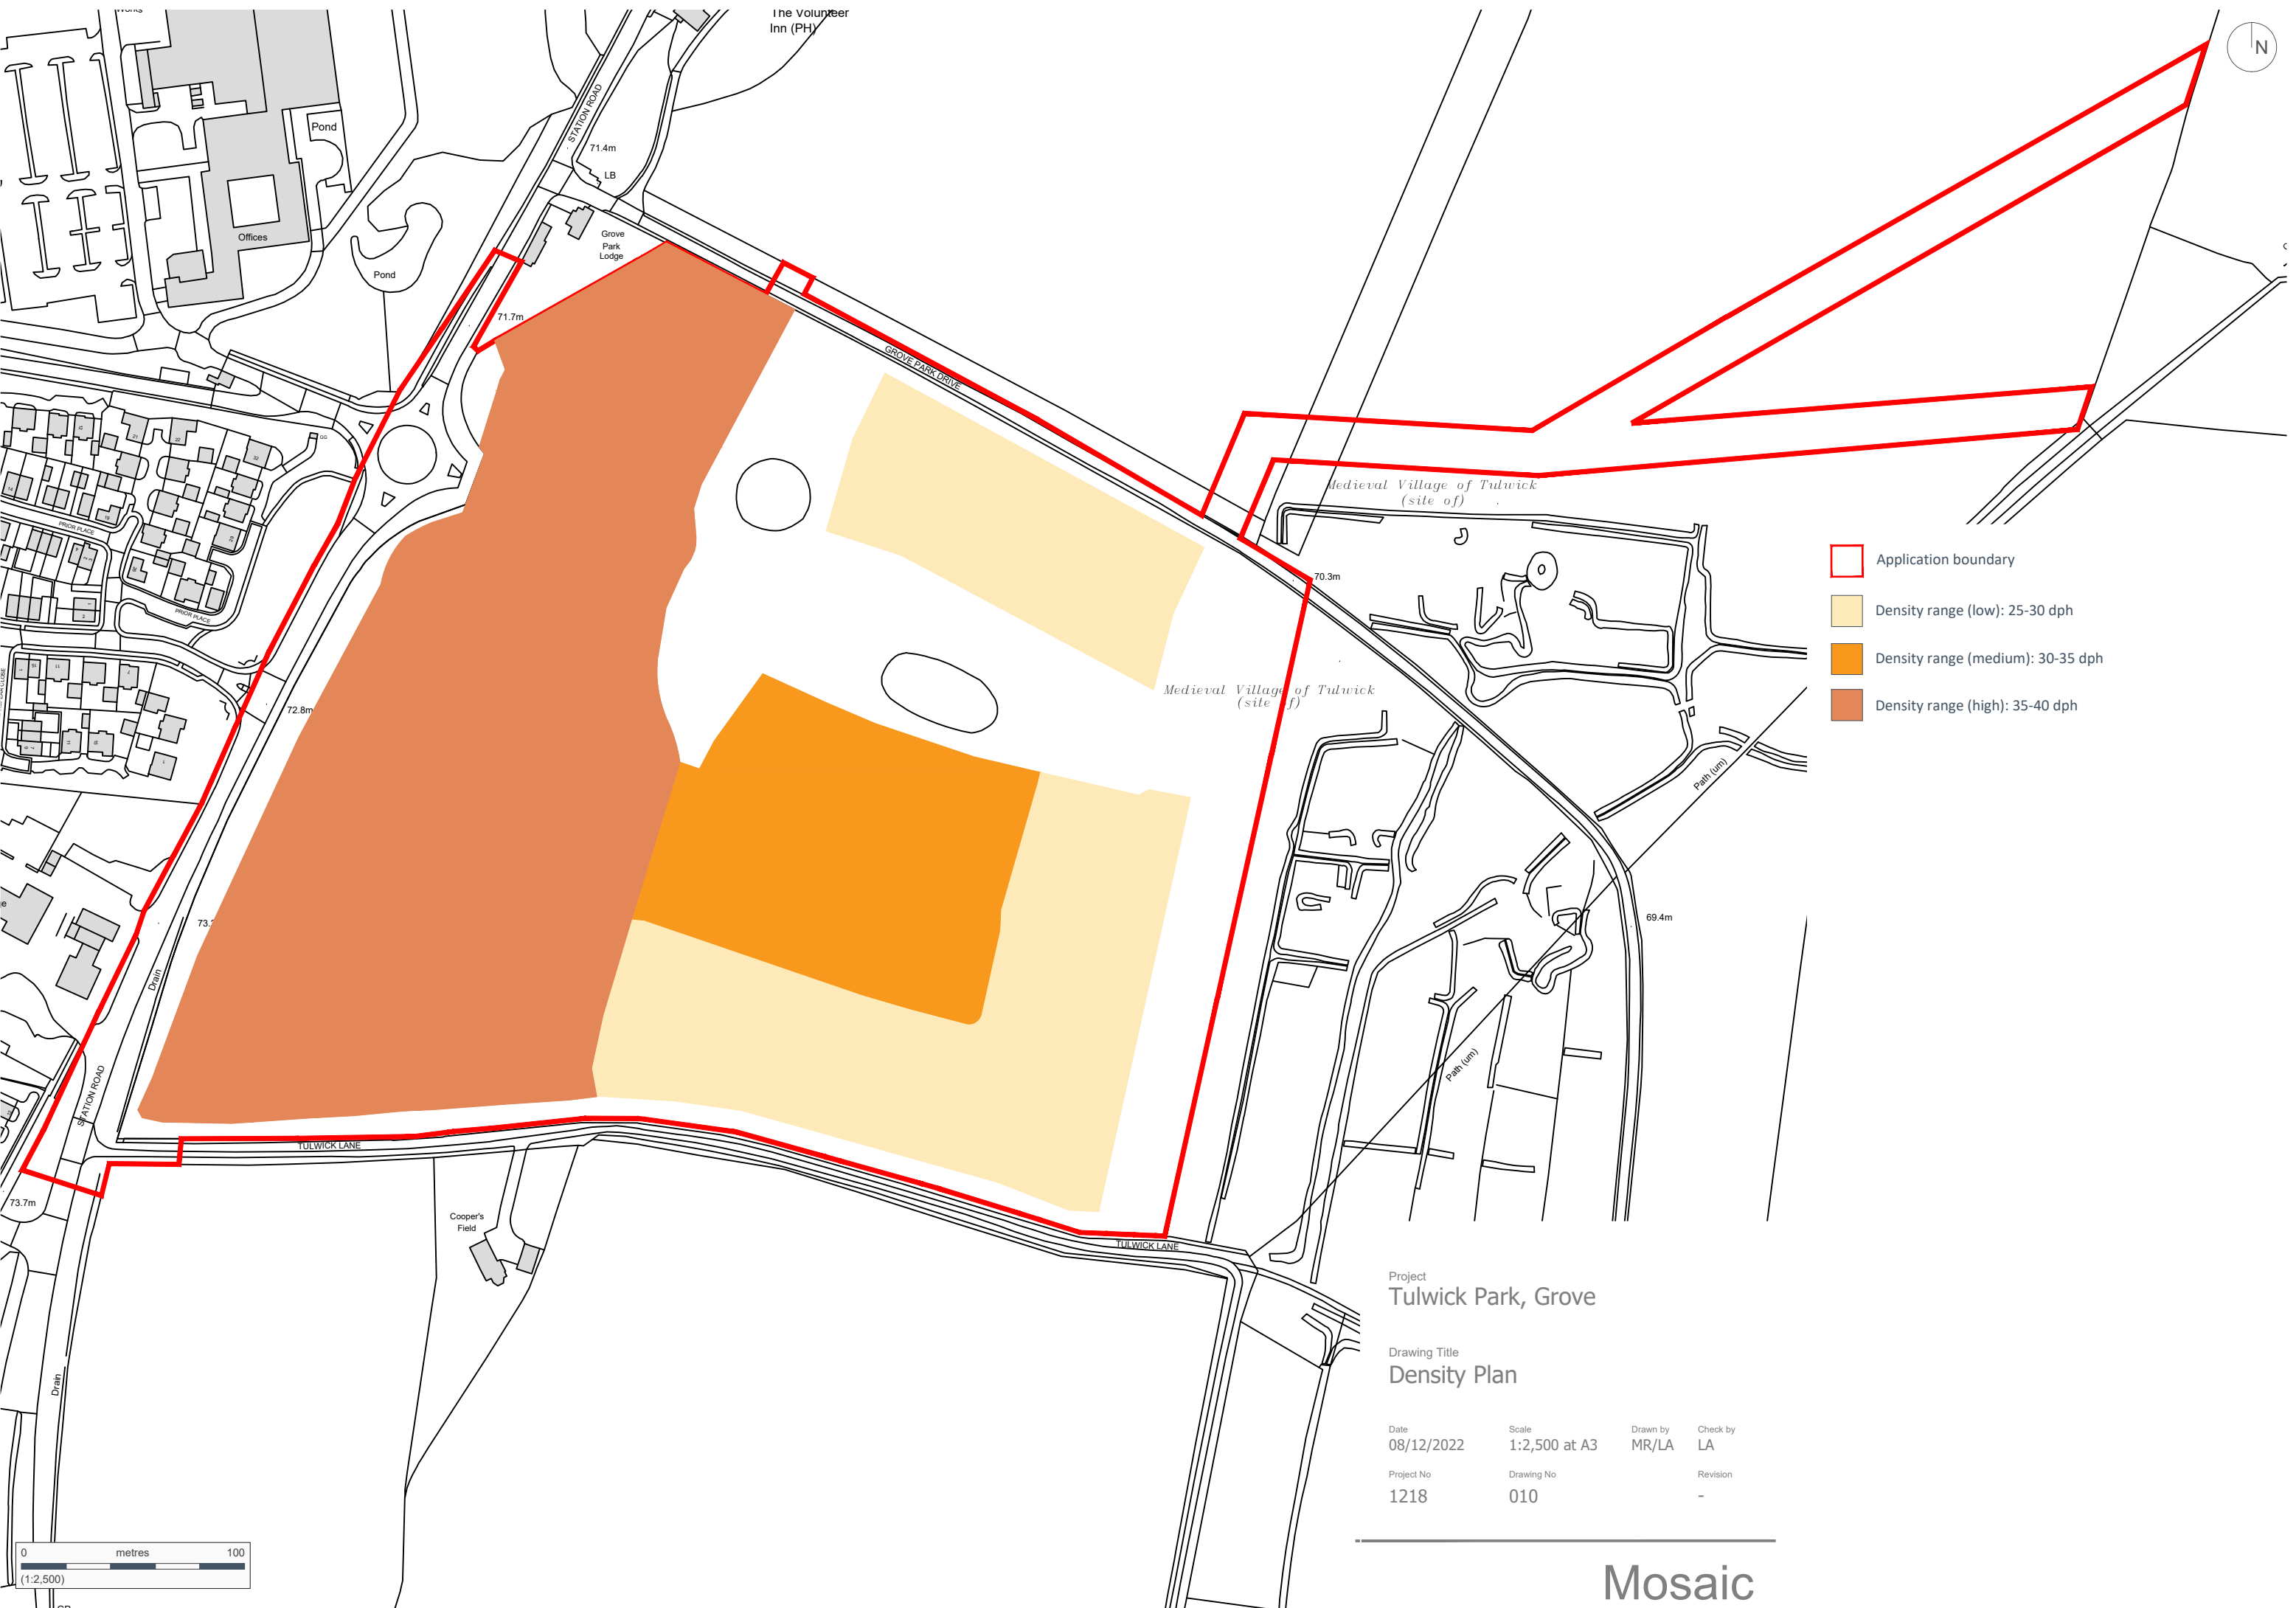 The Volunteer
Inn (PH)
N
Pond
STATION ROAD
71.4m
LB
Offices
Grove
Park
Lodge
Pond
71.7m
GROVE PARK DRIVE
21
22
32
GG
PRIOR PLACE
PRIOR PLACE
Medieval Village of Tulwick
(site of)
70.3m
Application boundary
Density range (low): 25-30 dph
Density range (medium): 30-35 dph
Density range (high): 35-40 dph
Medieval Village of Tulwick
72.8m
Path (um)
69.4m
Drain
Path (um)
STATION ROAD
TULWICK LANE
73.7m
Cooper's
Field
TULWICK LANE
Drain
Project
Tulwick Park, Grove
Drawing Title
Density Plan
Date
Scale
Drawn by
Check by
08/12/2022
1:2,500 at A3
MR/LA
LA
Project No
Drawing No
Revision
1218
010
-
0 metres 100
(1:2,500)
Mosaic